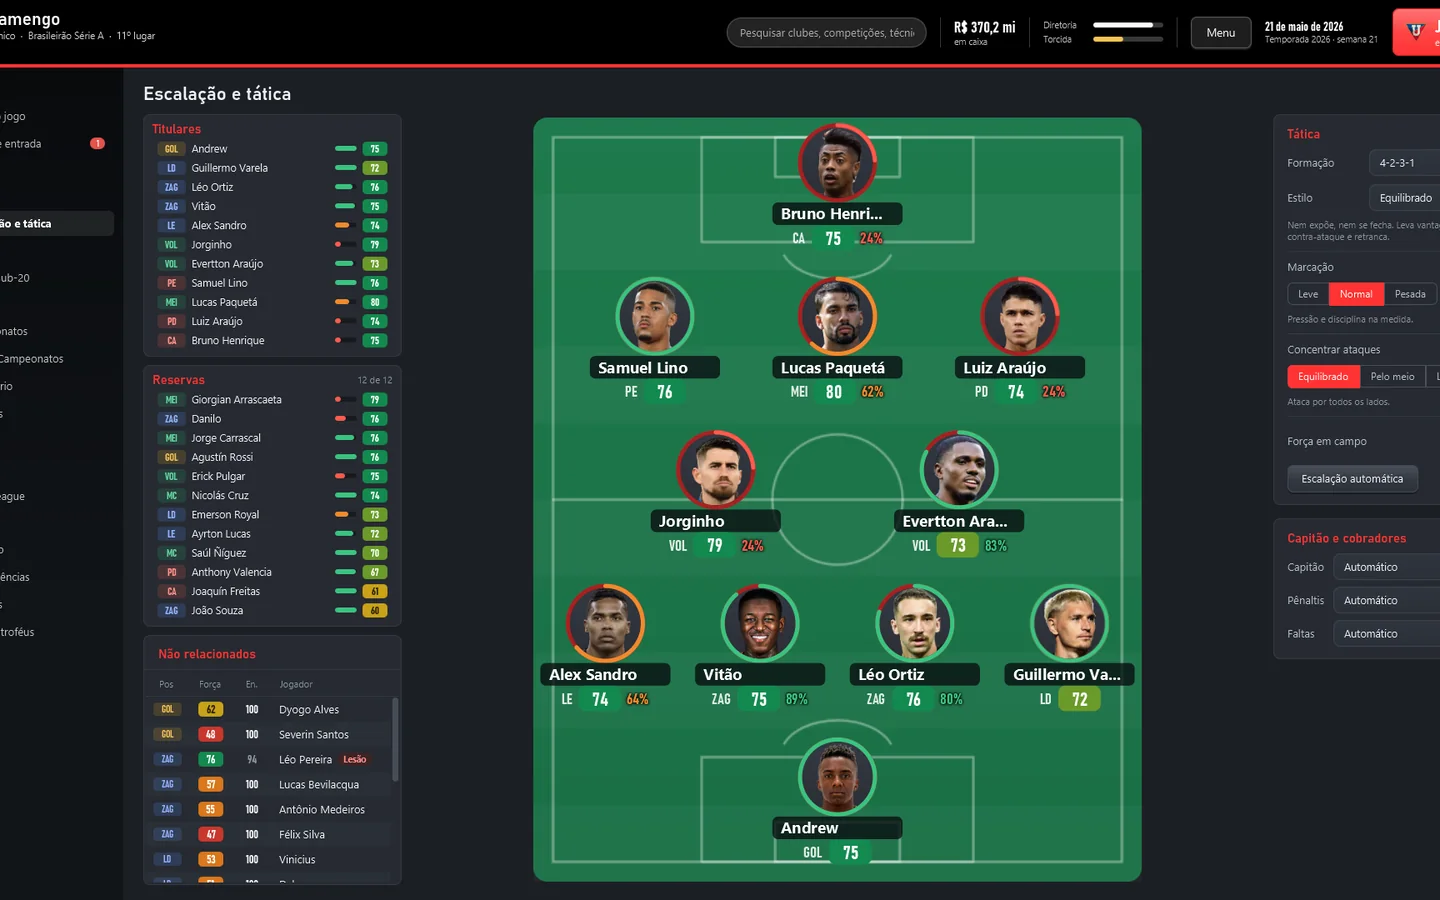 amengo
nico · Brasileirão Série A · 11º lugar
Pesquisar clubes, competições, técni
R$ 370,2 mi
em caixa
Diretoria
Torcida
Menu
21 de maio de 2026
Temporada 2026 · semana 21
jogo
e entrada
1
ão e tática
ub-20
natos
Campeonatos
rio
s
eague
o
ências
s
troféus
Escalação e tática
Titulares
GOL Andrew 75
LD Guillermo Varela 72
ZAG Léo Ortiz 76
ZAG Vitão 75
LE Alex Sandro 74
VOL Jorginho 79
VOL Evertton Araújo 73
PE Samuel Lino 76
MEI Lucas Paquetá 80
PD Luiz Araújo 74
CA Bruno Henrique 75
Reservas 12 de 12
MEI Giorgian Arrascaeta 79
ZAG Danilo 76
MEI Jorge Carrascal 76
GOL Agustín Rossi 76
VOL Erick Pulgar 75
MC Nicolás Cruz 74
LD Emerson Royal 73
LE Ayrton Lucas 72
MC Saúl Ñíguez 70
PD Anthony Valencia 67
CA Joaquín Freitas 61
ZAG João Souza 60
Não relacionados
Pos Força En. Jogador
GOL 62 100 Dyogo Alves
GOL 48 100 Severin Santos
ZAG 76 94 Léo Pereira Lesão
ZAG 57 100 Lucas Bevilacqua
ZAG 55 100 Antônio Medeiros
ZAG 47 100 Félix Silva
LD 53 100 Vinicius
Bruno Henri...
CA 75 24%
Samuel Lino
PE 76
Lucas Paquetá
MEI 80 62%
Luiz Araújo
PD 74 24%
Jorginho
VOL 79 24%
Evertton Ara...
VOL 73 83%
Alex Sandro
LE 74 64%
Vitão
ZAG 75 89%
Léo Ortiz
ZAG 76 80%
Guillermo Va...
LD 72
Andrew
GOL 75
Tática
Formação 4-2-3-1
Estilo Equilibrado
Nem expõe, nem se fecha. Leva vanta
contra-ataque e retranca.
Marcação
Leve Normal Pesada
Pressão e disciplina na medida.
Concentrar ataques
Equilibrado Pelo meio L
Ataca por todos os lados.
Força em campo
Escalação automática
Capitão e cobradores
Capitão Automático
Pênaltis Automático
Faltas Automático